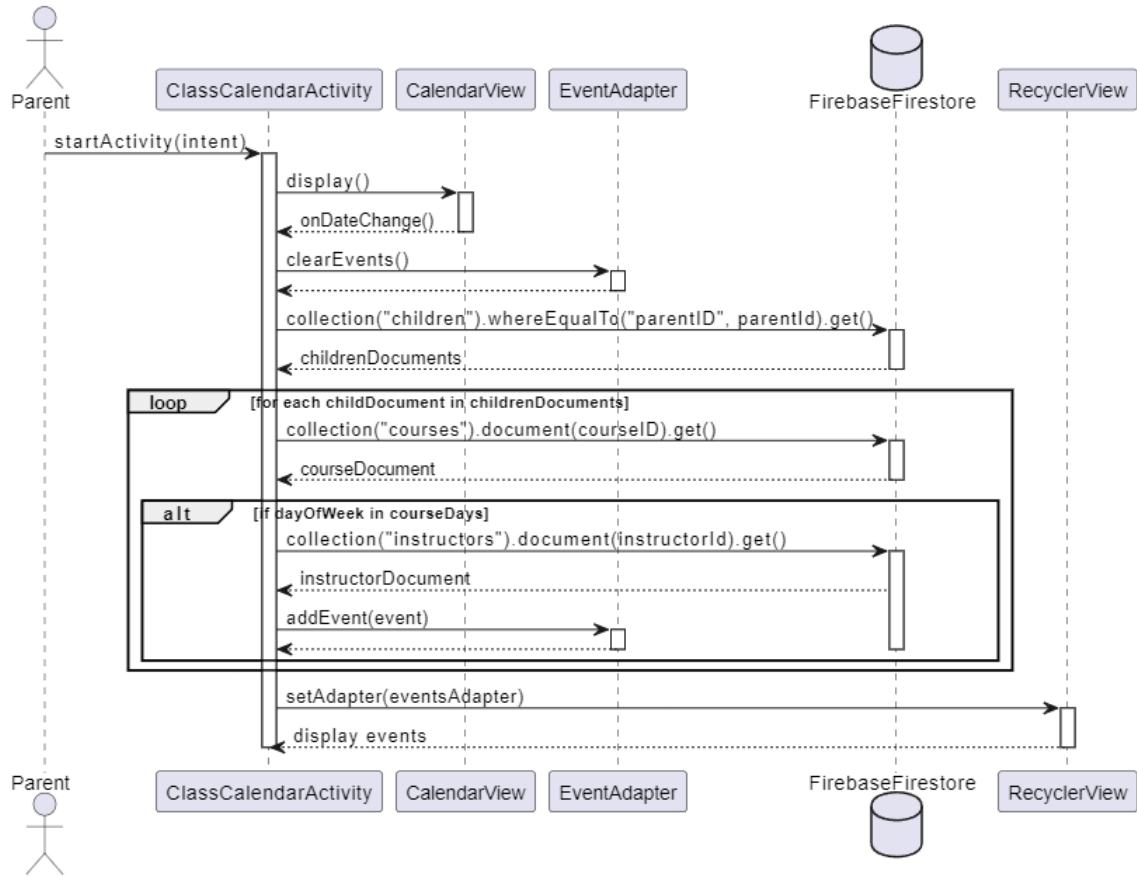 Parent
ClassCalendarActivity
CalendarView
EventAdapter
FirebaseFirestore
RecyclerView
startActivity(intent)
display()
onDateChange()
clearEvents()
collection("children").whereEqualTo("parentID", parentId).get()
childrenDocuments
loop [for each childDocument in childrenDocuments]
collection("courses").document(courseID).get()
courseDocument
alt [if dayOfWeek in courseDays]
collection("instructors").document(instructorId).get()
instructorDocument
addEvent(event)
setAdapter(eventsAdapter)
display events
Parent
ClassCalendarActivity
CalendarView
EventAdapter
FirebaseFirestore
RecyclerView